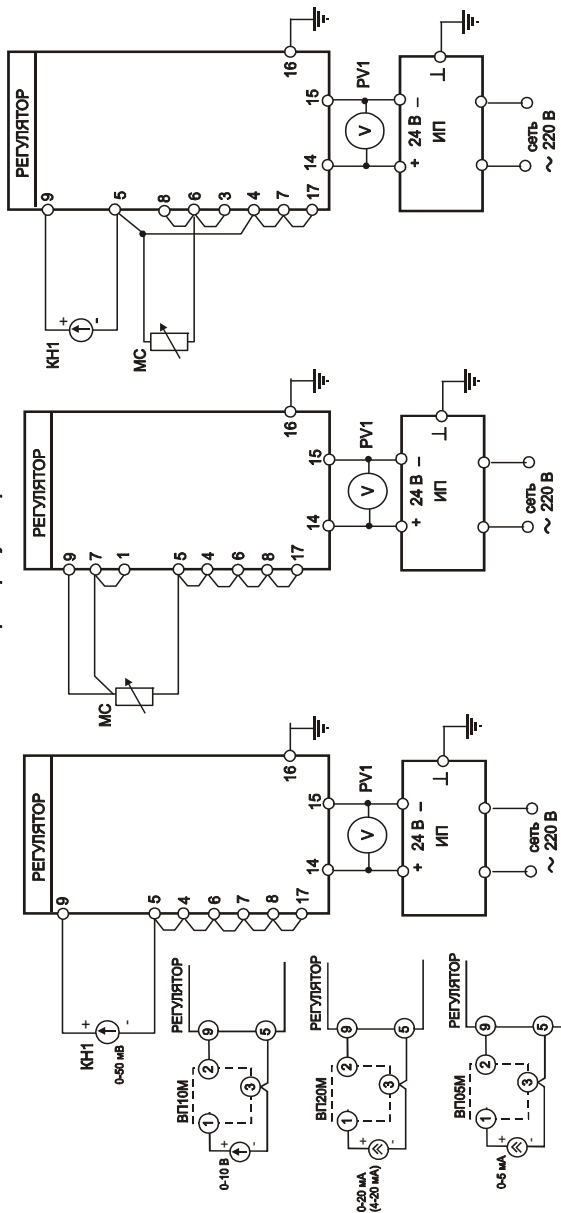 РЕГУЛЯТОР
9
КН1
+
-
0-50 мВ
5
4
6
7
8
17
14
15
16
PV1
V
+
24 В
–
ИП
⊥
сеть
~ 220 В
ВП10М
РЕГУЛЯТОР
1
2
3
9
5
+
-
0-10 В
ВП20М
РЕГУЛЯТОР
1
2
3
9
5
+
-
0-20 мА
(4-20 мА)
ВП05М
РЕГУЛЯТОР
1
2
3
9
5
+
-
0-5 мА
РЕГУЛЯТОР
9
7
1
МС
5
4
6
8
17
14
15
16
PV1
V
+
24 В
–
ИП
⊥
сеть
~ 220 В
РЕГУЛЯТОР
9
КН1
+
-
5
МС
8
6
3
4
7
17
14
15
16
PV1
V
+
24 В
–
ИП
⊥
сеть
~ 220 В